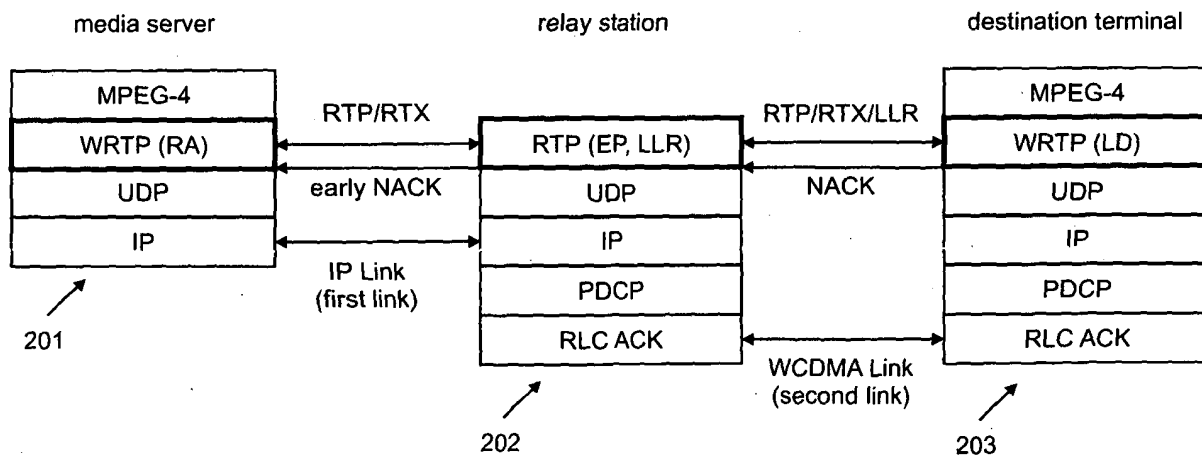 media server
relay station
destination terminal
MPEG-4
WRTP (RA)
UDP
IP
201
RTP/RTX
early NACK
IP Link
(first link)
RTP (EP, LLR)
UDP
IP
PDCP
RLC ACK
202
RTP/RTX/LLR
NACK
WCDMA Link
(second link)
MPEG-4
WRTP (LD)
UDP
IP
PDCP
RLC ACK
203